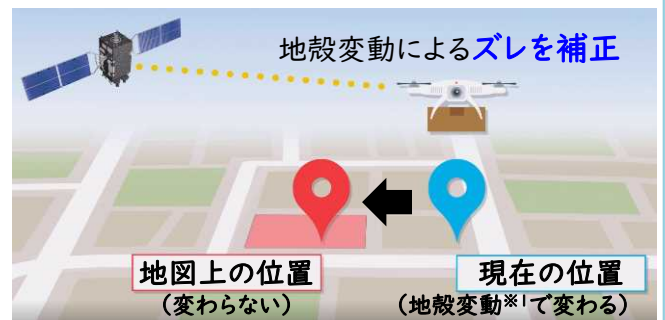 地殻変動によるズレを補正
地図上の位置
(変わらない)
現在の位置
(地殻変動※1で変わる)